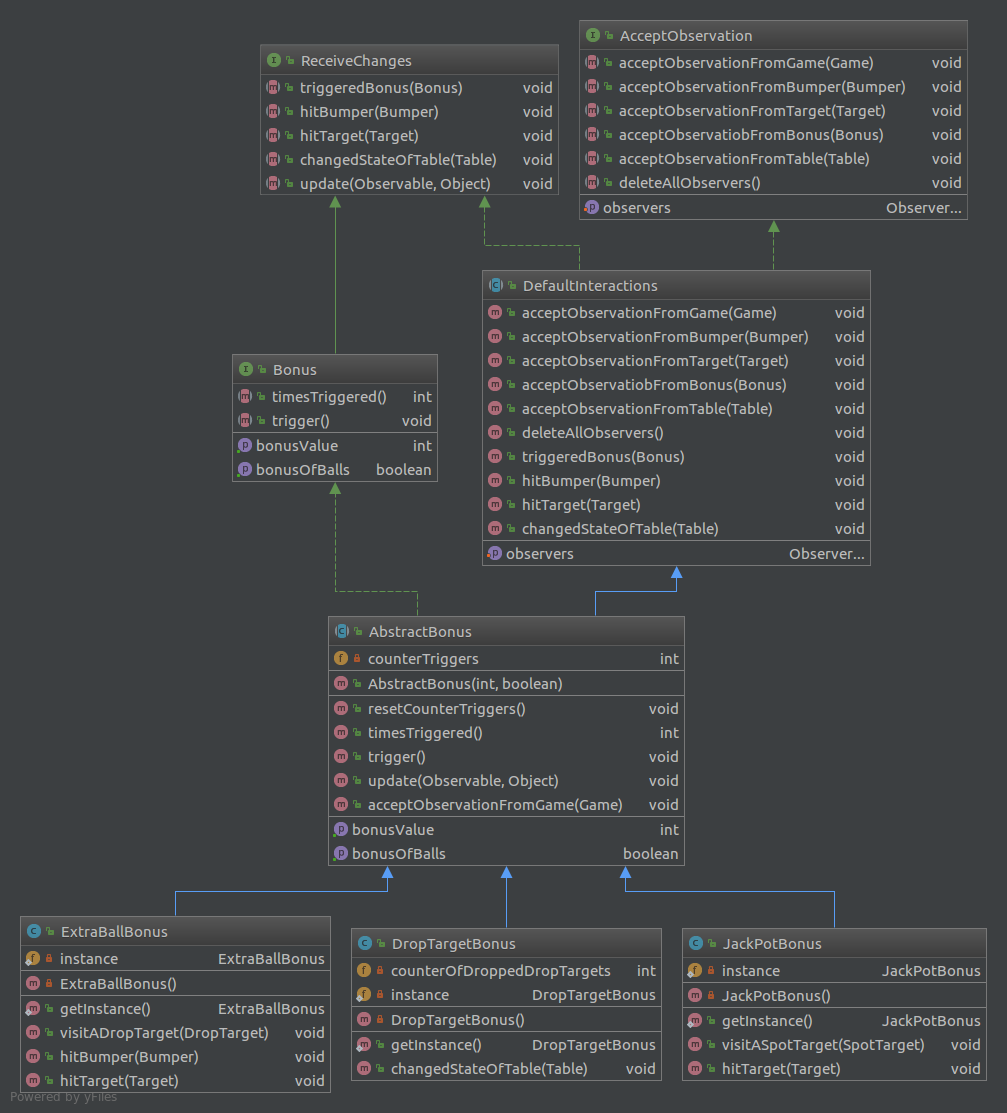 ReceiveChanges
triggeredBonus(Bonus) void
hitBumper(Bumper) void
hitTarget(Target) void
changedStateOfTable(Table) void
update(Observable, Object) void
AcceptObservation
acceptObservationFromGame(Game) void
acceptObservationFromBumper(Bumper) void
acceptObservationFromTarget(Target) void
acceptObservatiobFromBonus(Bonus) void
acceptObservationFromTable(Table) void
deleteAllObservers() void
observers Observer...
DefaultInteractions
acceptObservationFromGame(Game) void
acceptObservationFromBumper(Bumper) void
acceptObservationFromTarget(Target) void
acceptObservatiobFromBonus(Bonus) void
acceptObservationFromTable(Table) void
deleteAllObservers() void
triggeredBonus(Bonus) void
hitBumper(Bumper) void
hitTarget(Target) void
changedStateOfTable(Table) void
observers Observer...
Bonus
timesTriggered() int
trigger() void
bonusValue int
bonusOfBalls boolean
AbstractBonus
counterTriggers int
AbstractBonus(int, boolean)
resetCounterTriggers() void
timesTriggered() int
trigger() void
update(Observable, Object) void
acceptObservationFromGame(Game) void
bonusValue int
bonusOfBalls boolean
ExtraBallBonus
instance ExtraBallBonus
ExtraBallBonus()
getInstance() ExtraBallBonus
visitADropTarget(DropTarget) void
hitBumper(Bumper) void
hitTarget(Target) void
DropTargetBonus
counterOfDroppedDropTargets int
instance DropTargetBonus
DropTargetBonus()
getInstance() DropTargetBonus
changedStateOfTable(Table) void
JackPotBonus
instance JackPotBonus
JackPotBonus()
getInstance() JackPotBonus
visitASpotTarget(SpotTarget) void
hitTarget(Target) void
Powered by yFiles